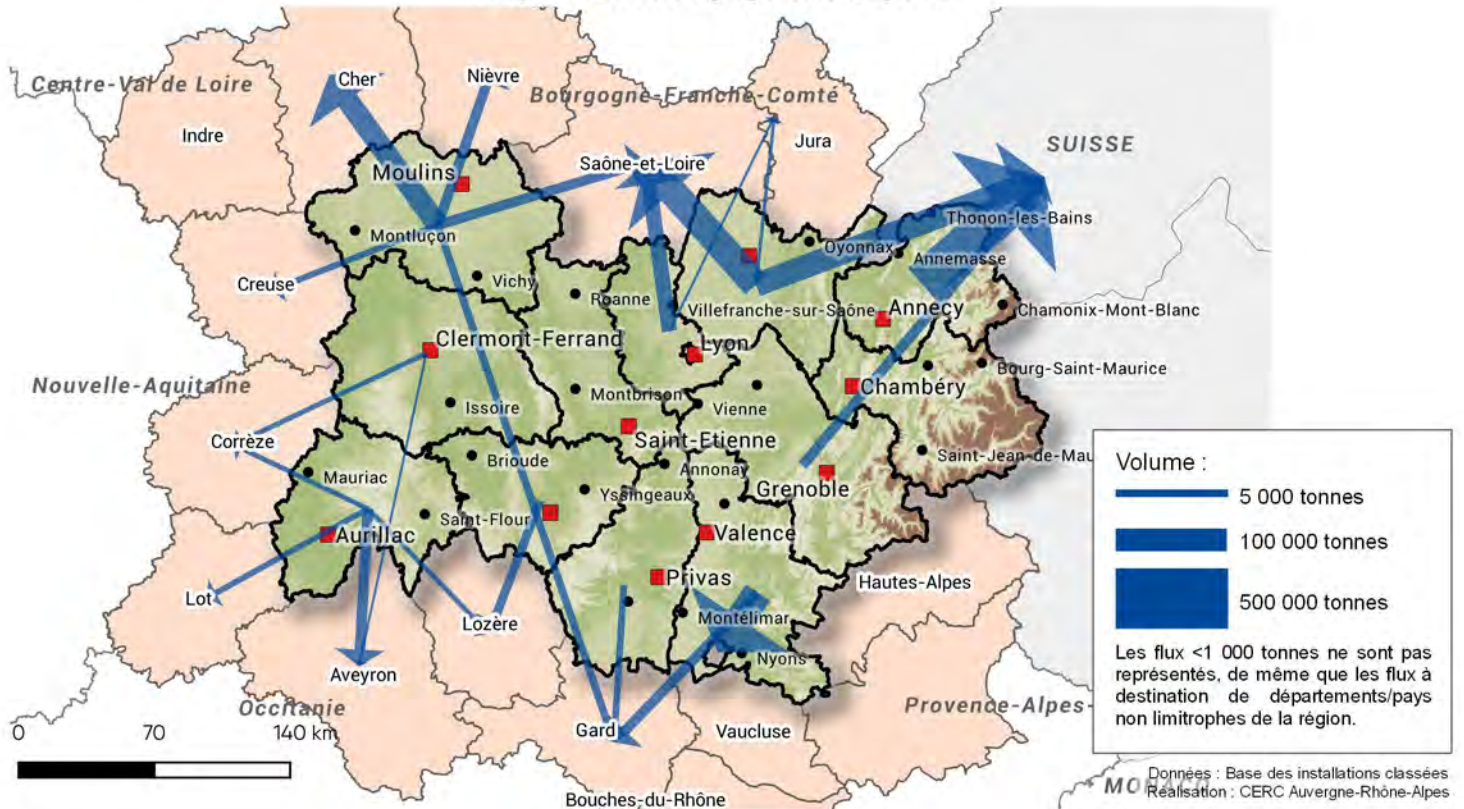 Cher
Nièvre
Centre-Val de Loire
Bourgogne-Franche-Comté
Indre
Jura
SUISSE
Saône-et-Loire
Moulins
Thonon-les-Bains
Montluçon
Oyonnax
Annemasse
Creuse
Vichy
Roanne
Villefranche-sur-Saône
Annecy
Chamonix-Mont-Blanc
Clermont-Ferrand
Lyon
Bourg-Saint-Maurice
Nouvelle-Aquitaine
Chambéry
Montbrison
Issoire
Vienne
Corrèze
Saint-Etienne
Saint-Jean-de-Mau
Brioude
Mauriac
Annonay
Yssingeaux
Grenoble
Saint-Flour
Aurillac
Valence
Privas
Hautes-Alpes
Lot
Lozère
Montélimar
Aveyron
Nyons
Occitanie
Provence-Alpes-
Gard
Vaucluse
0 70 140 km
Bouches-du-Rhône
MONACO
Volume :
5 000 tonnes
100 000 tonnes
500 000 tonnes
Les flux <1 000 tonnes ne sont pas
représentés, de même que les flux à
destination de départements/pays
non limitrophes de la région.
Données : Base des installations classées
Réalisation : CERC Auvergne-Rhône-Alpes